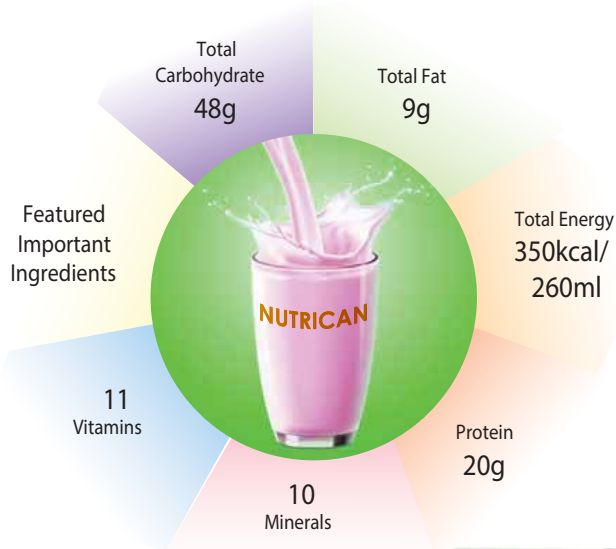 Total
Carbohydrate
48g
Total Fat
9g
Featured
Important
Ingredients
Total Energy
350kcal/
260ml
NUTRICAN
11
Vitamins
Protein
20g
10
Minerals